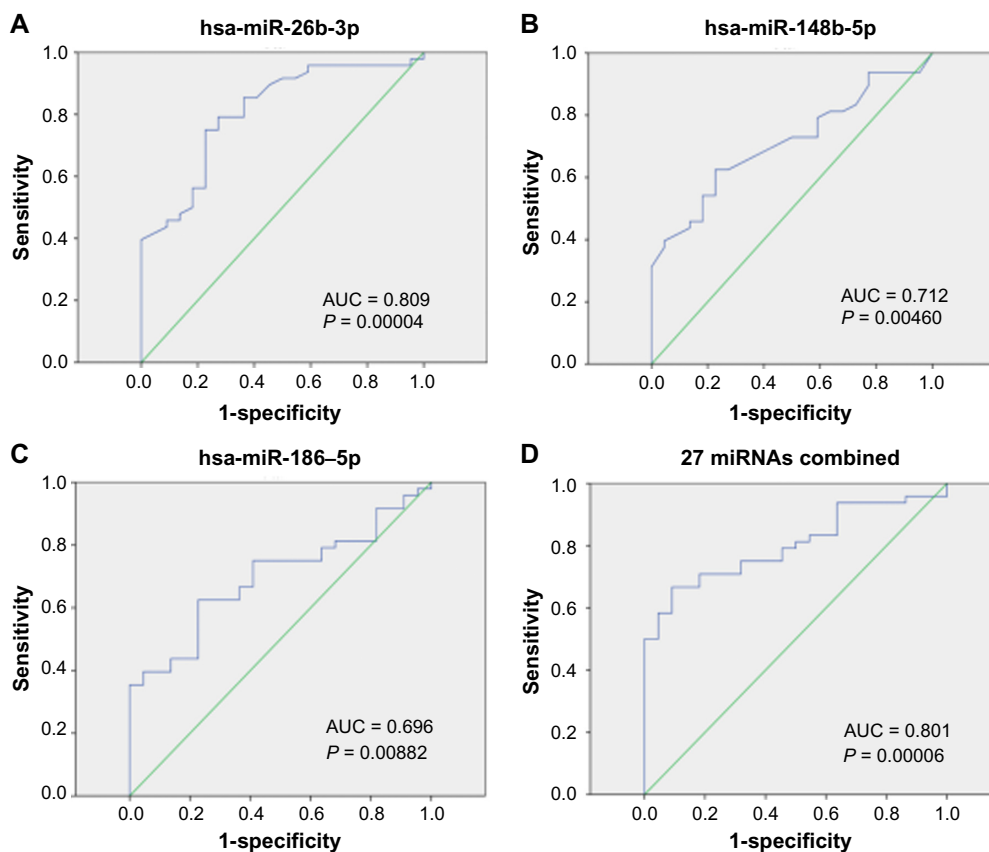 A
hsa-miR-26b-3p
1.0
0.8
0.6
0.4
0.2
0.0
Sensitivity
AUC = 0.809
P = 0.00004
0.0 0.2 0.4 0.6 0.8 1.0
1-specificity
B
hsa-miR-148b-5p
1.0
0.8
0.6
0.4
0.2
0.0
Sensitivity
AUC = 0.712
P = 0.00460
0.0 0.2 0.4 0.6 0.8 1.0
1-specificity
C
hsa-miR-186–5p
1.0
0.8
0.6
0.4
0.2
0.0
Sensitivity
AUC = 0.696
P = 0.00882
0.0 0.2 0.4 0.6 0.8 1.0
1-specificity
D
27 miRNAs combined
1.0
0.8
0.6
0.4
0.2
0.0
Sensitivity
AUC = 0.801
P = 0.00006
0.0 0.2 0.4 0.6 0.8 1.0
1-specificity